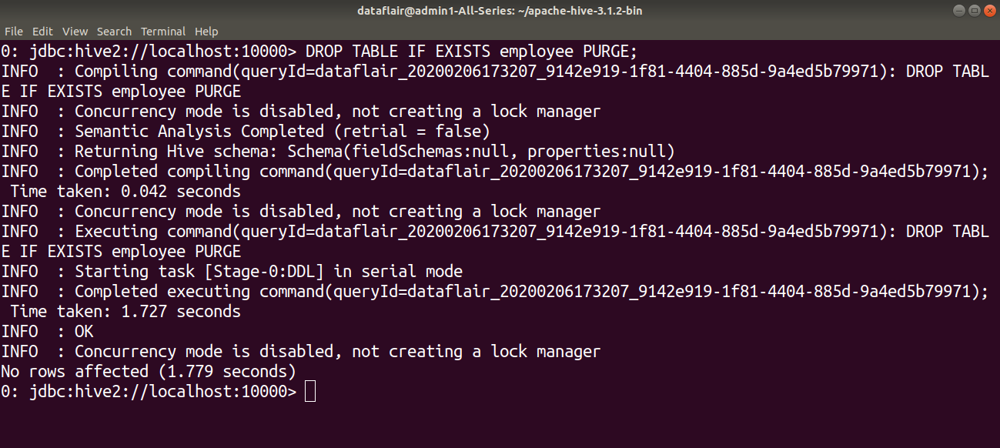 dataflair@admin1-All-Series: ~/apache-hive-3.1.2-bin
File Edit View Search Terminal Help
0: jdbc:hive2://localhost:10000> DROP TABLE IF EXISTS employee PURGE;
INFO  : Compiling command(queryId=dataflair_20200206173207_9142e919-1f81-4404-885d-9a4ed5b79971): DROP TABL
E IF EXISTS employee PURGE
INFO  : Concurrency mode is disabled, not creating a lock manager
INFO  : Semantic Analysis Completed (retrial = false)
INFO  : Returning Hive schema: Schema(fieldSchemas:null, properties:null)
INFO  : Completed compiling command(queryId=dataflair_20200206173207_9142e919-1f81-4404-885d-9a4ed5b79971);
 Time taken: 0.042 seconds
INFO  : Concurrency mode is disabled, not creating a lock manager
INFO  : Executing command(queryId=dataflair_20200206173207_9142e919-1f81-4404-885d-9a4ed5b79971): DROP TABL
E IF EXISTS employee PURGE
INFO  : Starting task [Stage-0:DDL] in serial mode
INFO  : Completed executing command(queryId=dataflair_20200206173207_9142e919-1f81-4404-885d-9a4ed5b79971);
 Time taken: 1.727 seconds
INFO  : OK
INFO  : Concurrency mode is disabled, not creating a lock manager
No rows affected (1.779 seconds)
0: jdbc:hive2://localhost:10000>